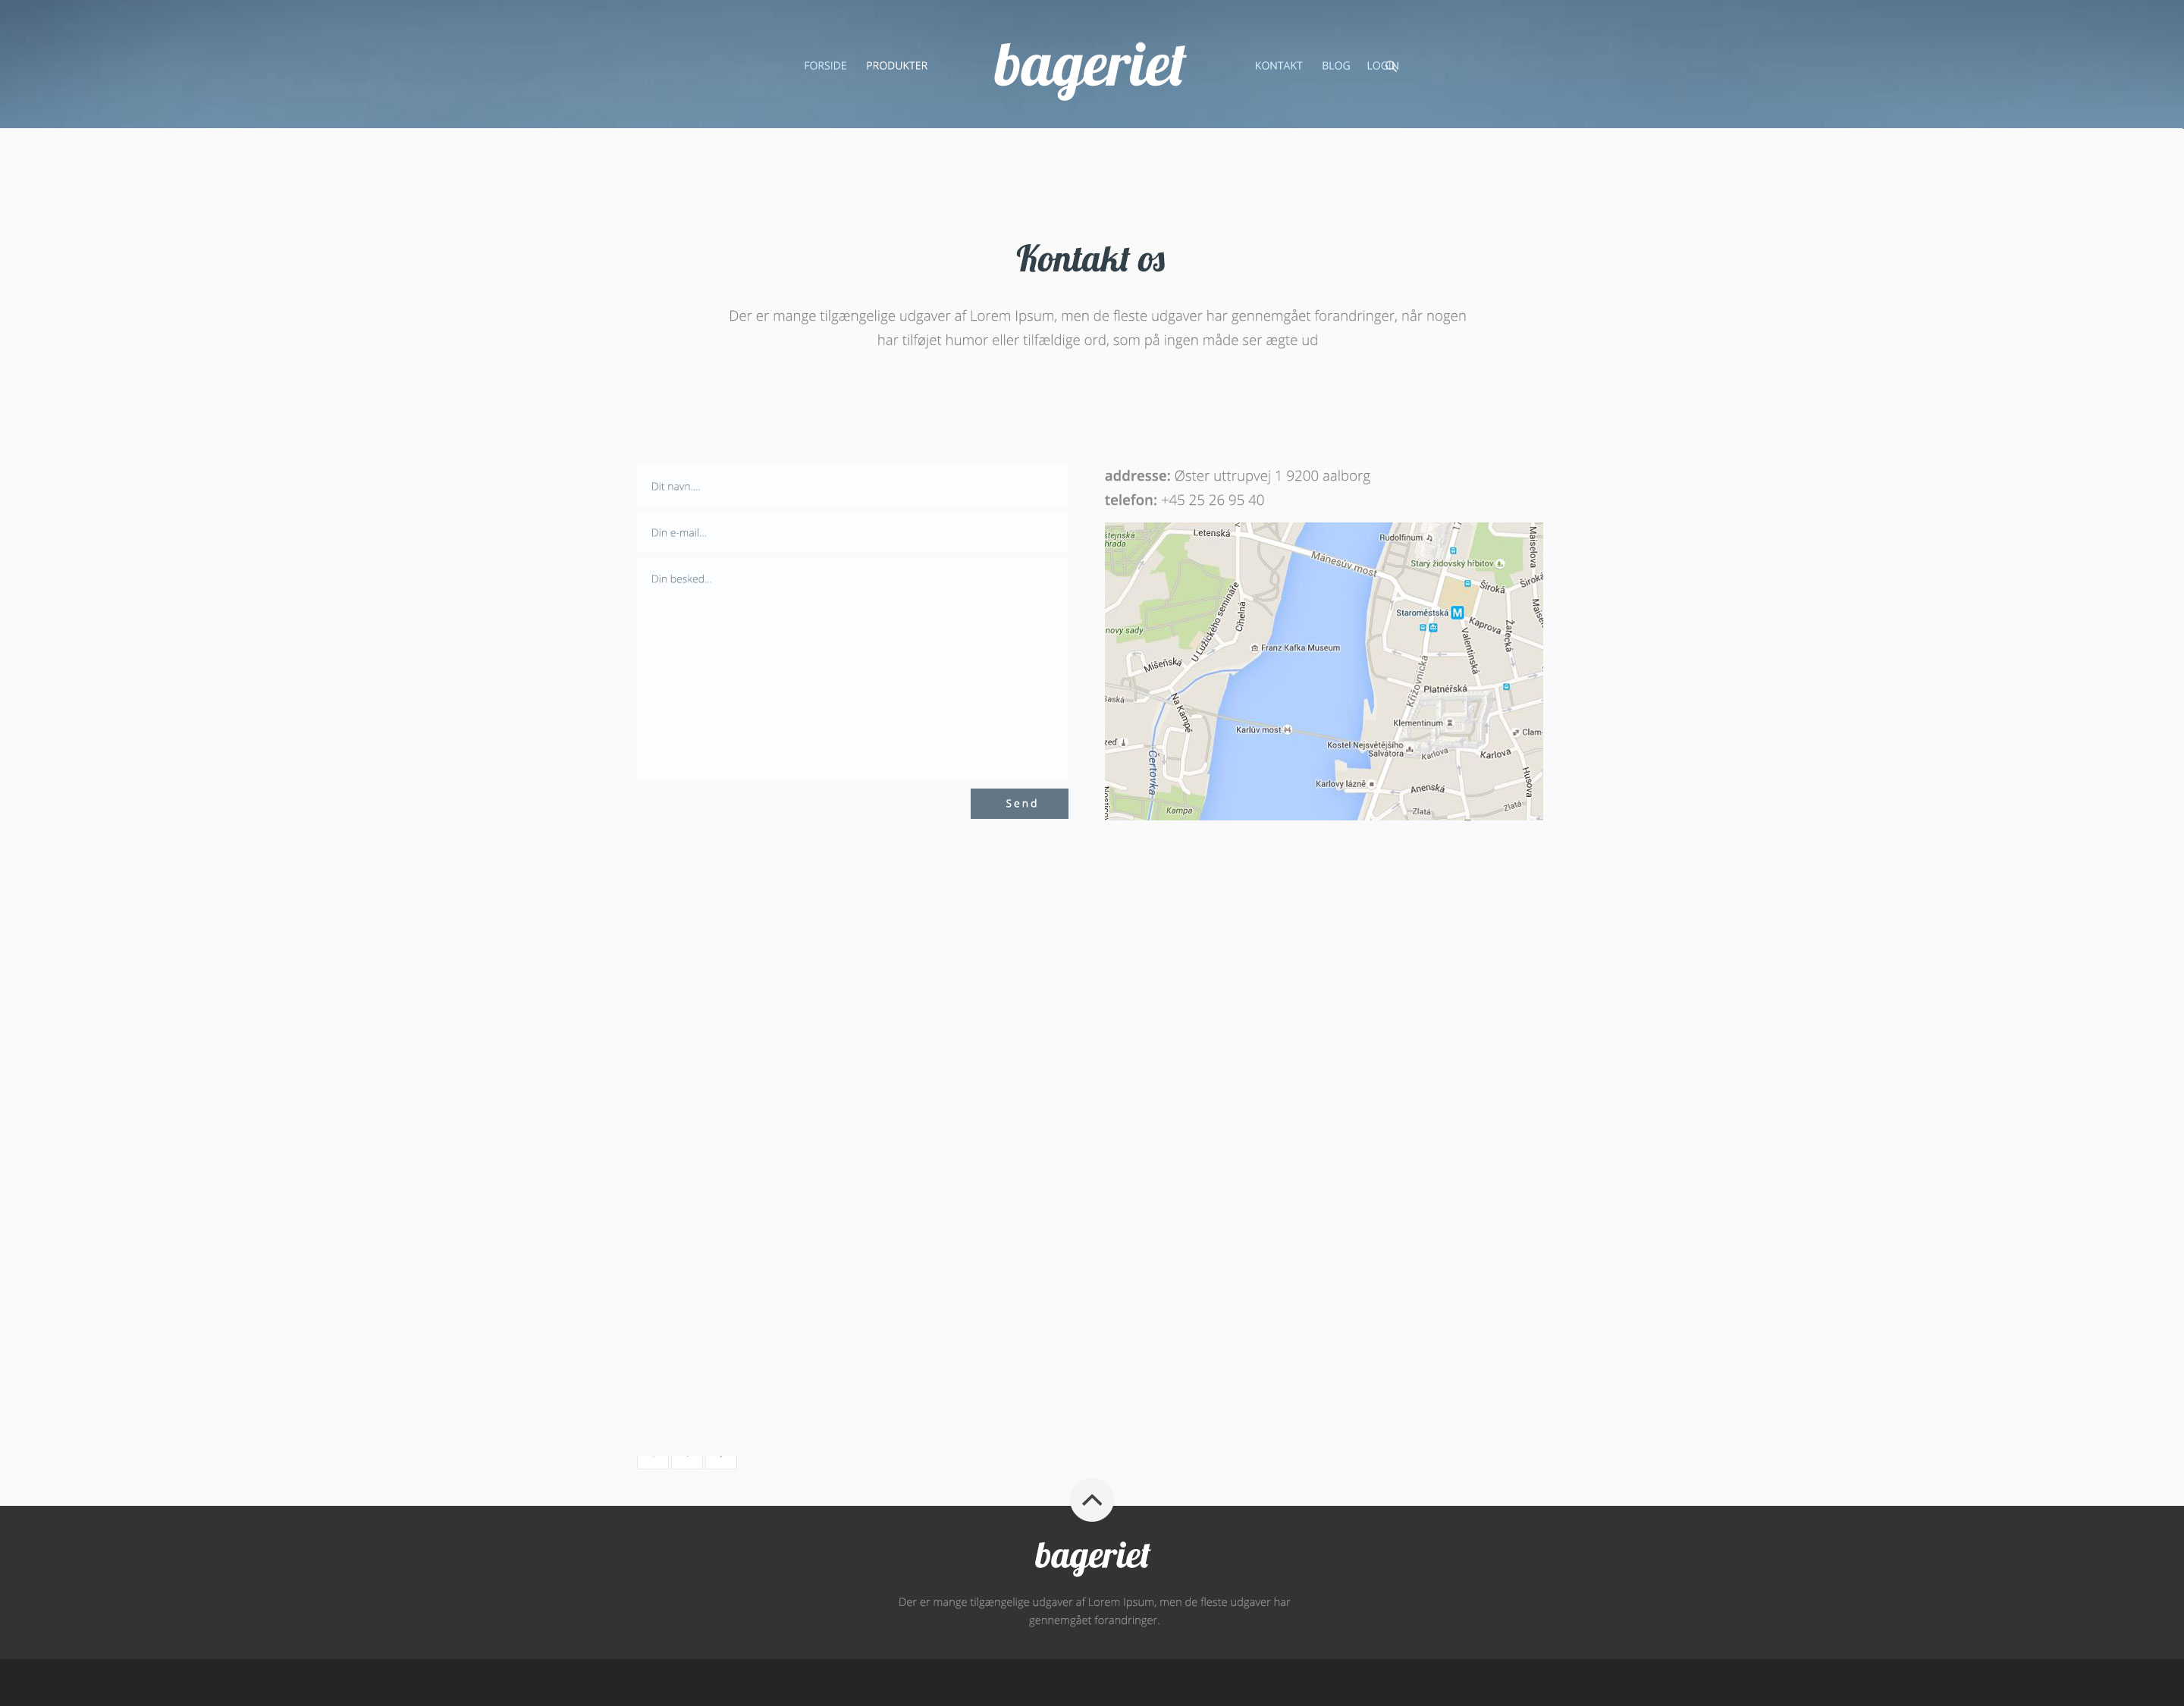 FORSIDE PRODUKTER bageriet KONTAKT BLOG LOGIN
Kontakt os
Der er mange tilgængelige udgaver af Lorem Ipsum, men de fleste udgaver har gennemgået forandringer, når nogen
har tilføjet humor eller tilfældige ord, som på ingen måde ser ægte ud
Dit navn....
Din e-mail...
Din besked...
Send
addresse: Øster uttrupvej 1 9200 aalborg
telefon: +45 25 26 95 40
Letenská
Rudolfinum
Maiselova
Mánesův most
Starý židovský hřbitov
Široká
Široká
U Lužického semináře
Cihelná
Staroměstská M
Kaprova
Žatecká
Valentinská
novy sady
Franz Kafka Museum
Mišeňská
Křižovnická
Platnéřská
Na Kampě
Klementinum
Karlův most
Kostel Nejsvětějšího
Salvátora
Karlova
Karlova
Čertovka
Karlovy lázně
Anenská
Husova
Kampa
Zlatá
Zlatá
bageriet
Der er mange tilgængelige udgaver af Lorem Ipsum, men de fleste udgaver har
gennemgået forandringer.